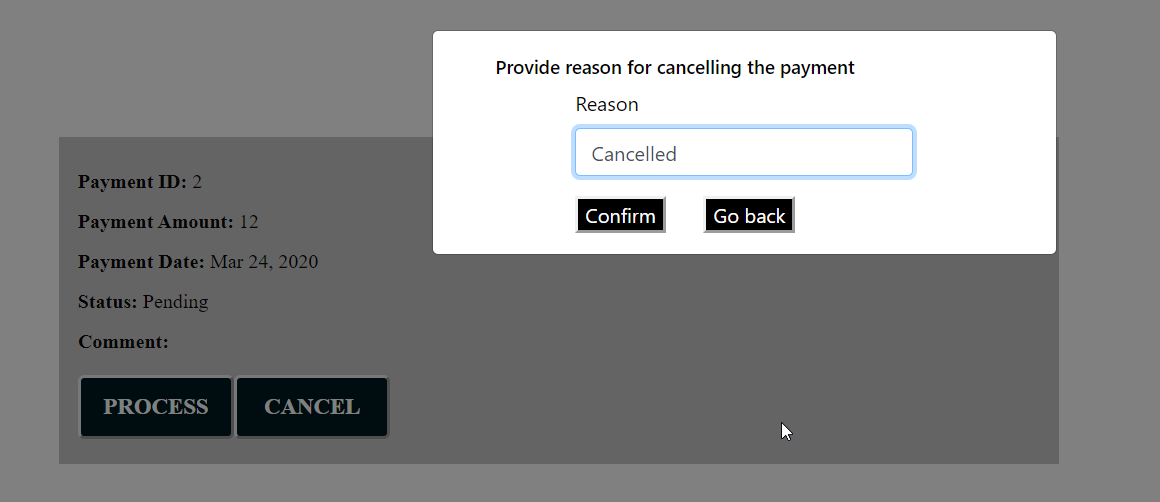 Provide reason for cancelling the payment
Reason
Cancelled
Confirm Go back
Payment ID: 2
Payment Amount: 12
Payment Date: Mar 24, 2020
Status: Pending
Comment:
PROCESS CANCEL